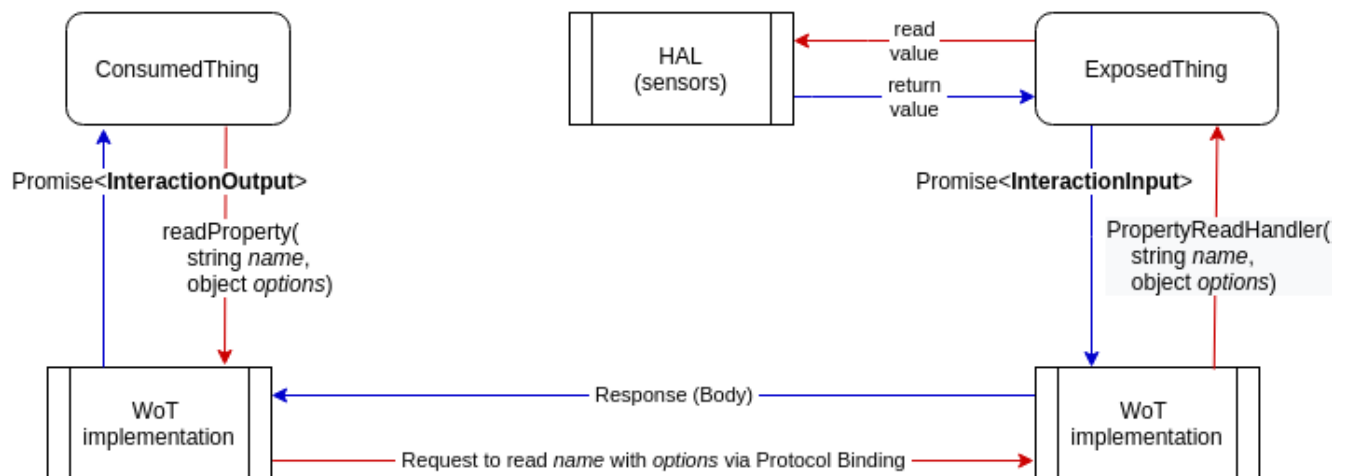 ConsumedThing
HAL
(sensors)
read
value
return
value
ExposedThing
Promise<InteractionOutput>
readProperty(
string name,
object options)
Promise<InteractionInput>
PropertyReadHandler(
string name,
object options)
WoT
implementation
Response (Body)
Request to read name with options via Protocol Binding
WoT
implementation